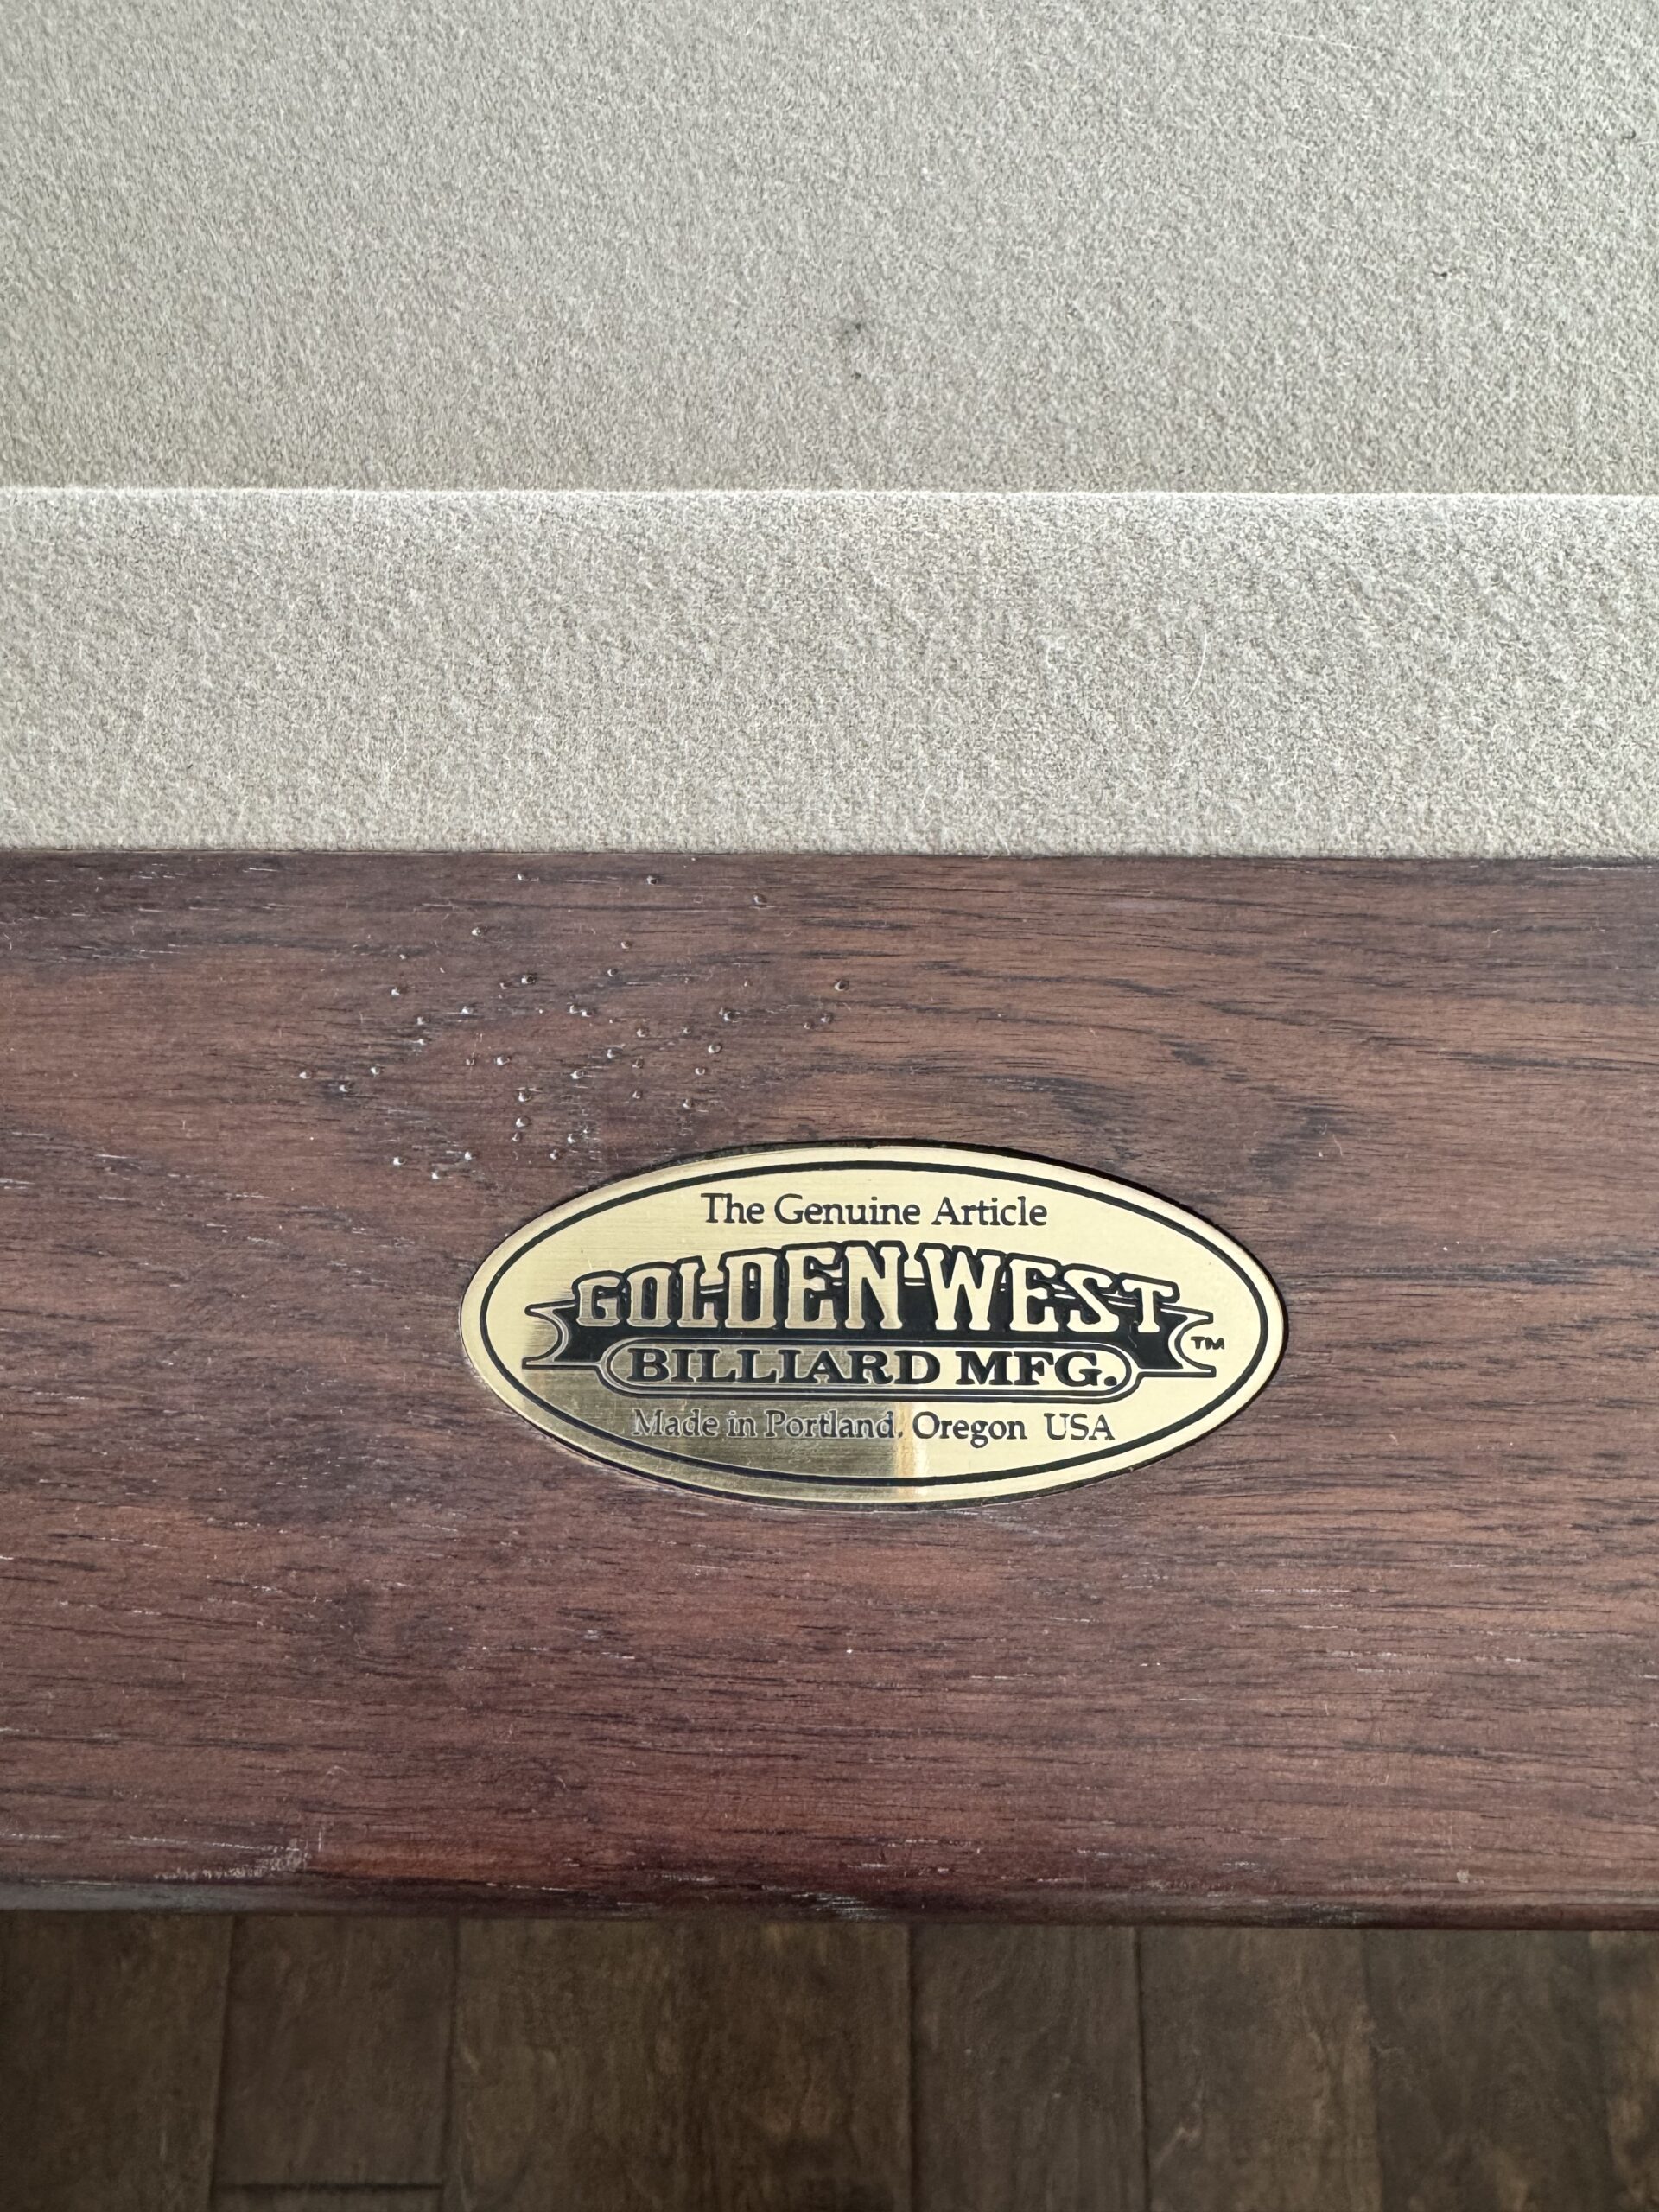 The Genuine Article
GOLDEN WEST
TM
BILLIARD MFG.
Made in Portland, Oregon USA